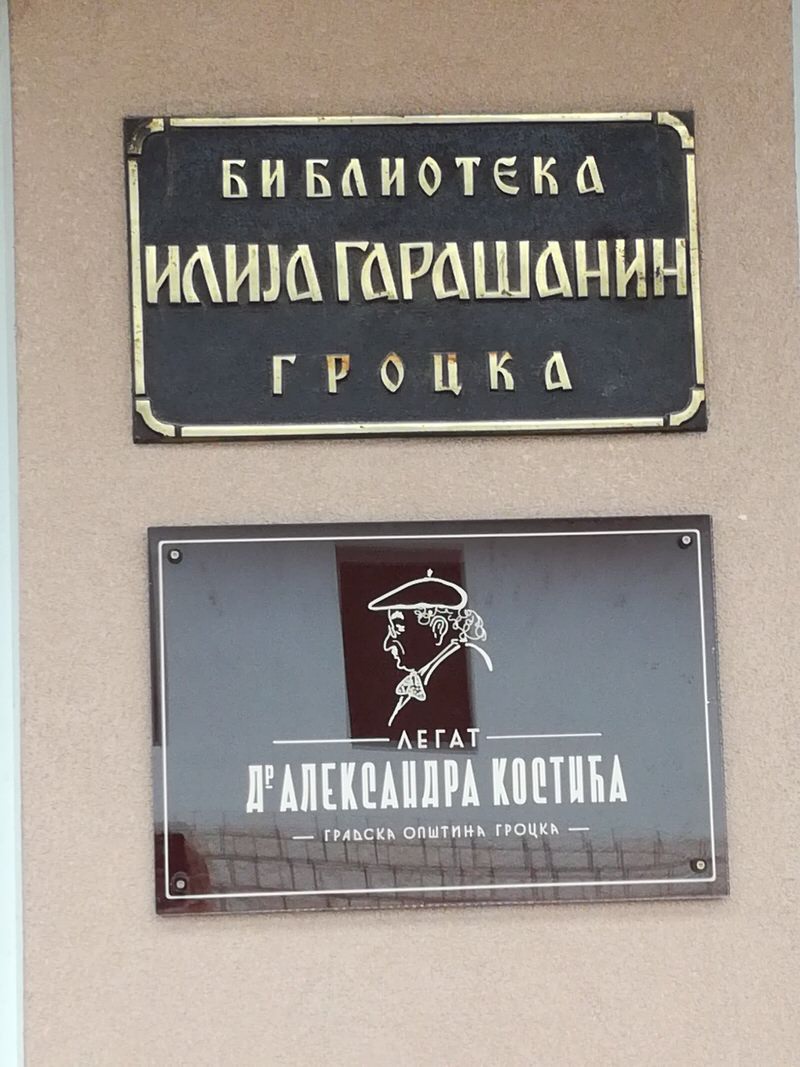 БИБЛИОТЕКА
ИЛИЈА ГАРАШАНИН
ГРОЦКА
ЛЕГАТ
ДР АЛЕКСАНДРА КОСТИЋА
ГРАДСКА ОПШТИНА ГРОЦКА